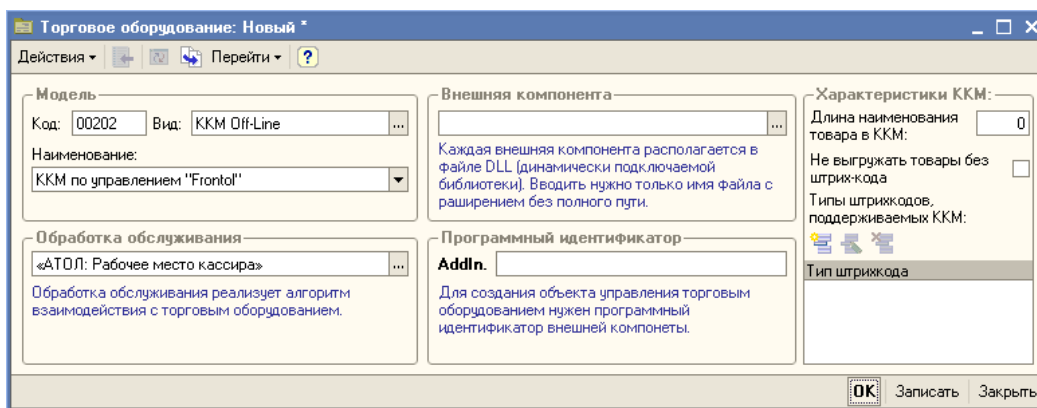 Торговое оборудование: Новый *
Действия
Перейти
?
Модель
Код: 00202 Вид: ККМ Off-Line ...
Наименование:
ККМ по управлением "Frontol"
Внешняя компонента
...
Каждая внешняя компонента располагается в
файле DLL (динамически подключаемой
библиотеки). Вводить нужно только имя файла с
раширением без полного пути.
Характеристики ККМ:
Длина наименования
товара в ККМ: 0
Не выгружать товары без
штрих-кода
Типы штрихкодов,
поддерживаемых ККМ:
Тип штрихкода
Обработка обслуживания
«АТОЛ: Рабочее место кассира» ...
Обработка обслуживания реализует алгоритм
взаимодействия с торговым оборудованием.
Программный идентификатор
AddIn.
Для создания объекта управления торговым
оборудованием нужен программный
идентификатор внешней компонеты.
OK Записать Закрыть